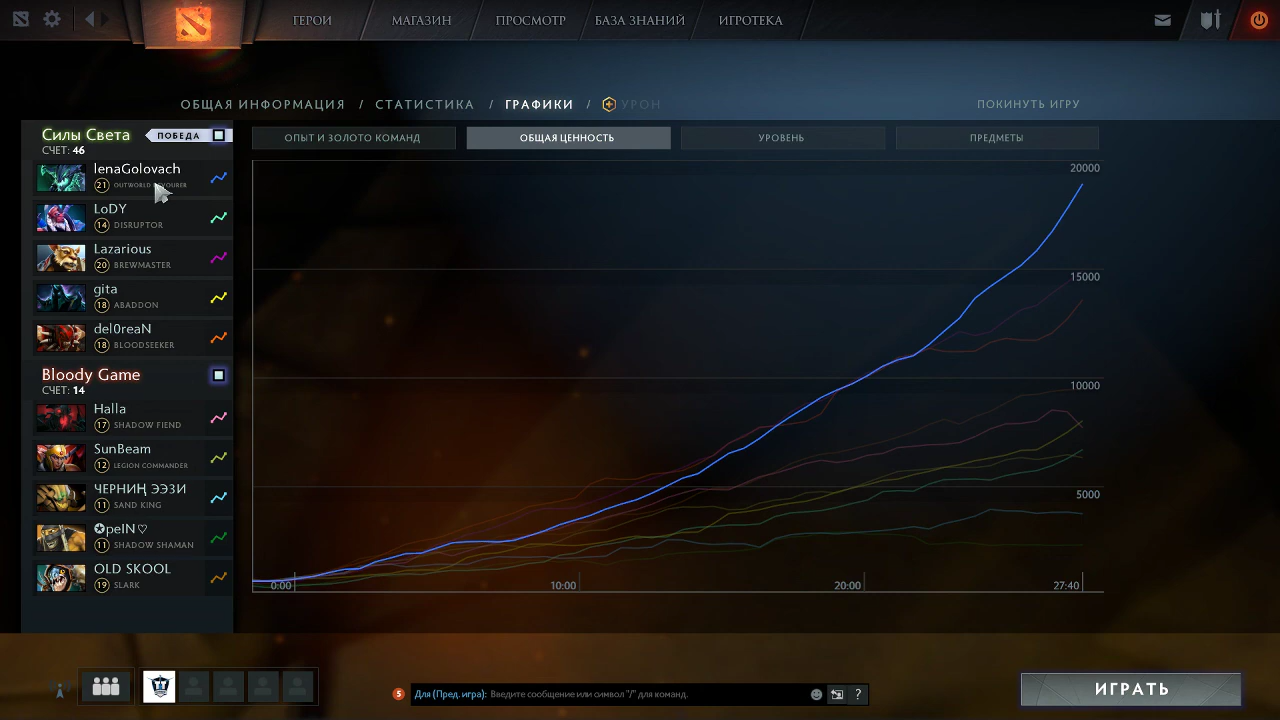 ГЕРОИ
МАГАЗИН
ПРОСМОТР
БАЗА ЗНАНИЙ
ИГРОТЕКА
ОБЩАЯ ИНФОРМАЦИЯ / СТАТИСТИКА / ГРАФИКИ / УРОН
ПОКИНУТЬ ИГРУ
Силы Света
ПОБЕДА
СЧЕТ: 46
lenaGolovach
21
LoDY
14 DISRUPTOR
Lazarious
20 BREWMASTER
gita
18 ABADDON
del0reaN
18 BLOODSEEKER
Bloody Game
СЧЕТ: 14
Halla
17 SHADOW FIEND
SunBeam
12 LEGION COMMANDER
ЧЕРНИҢ ЭЭЗИ
11 SAND KING
✪peIN♡
11 SHADOW SHAMAN
OLD SKOOL
19 SLARK
ОПЫТ И ЗОЛОТО КОМАНД
ОБЩАЯ ЦЕННОСТЬ
УРОВЕНЬ
ПРЕДМЕТЫ
20000
15000
10000
5000
0:00
10:00
20:00
27:40
5
Для (Пред. игра): Введите сообщение или символ "/" для команд.
?
ИГРАТЬ